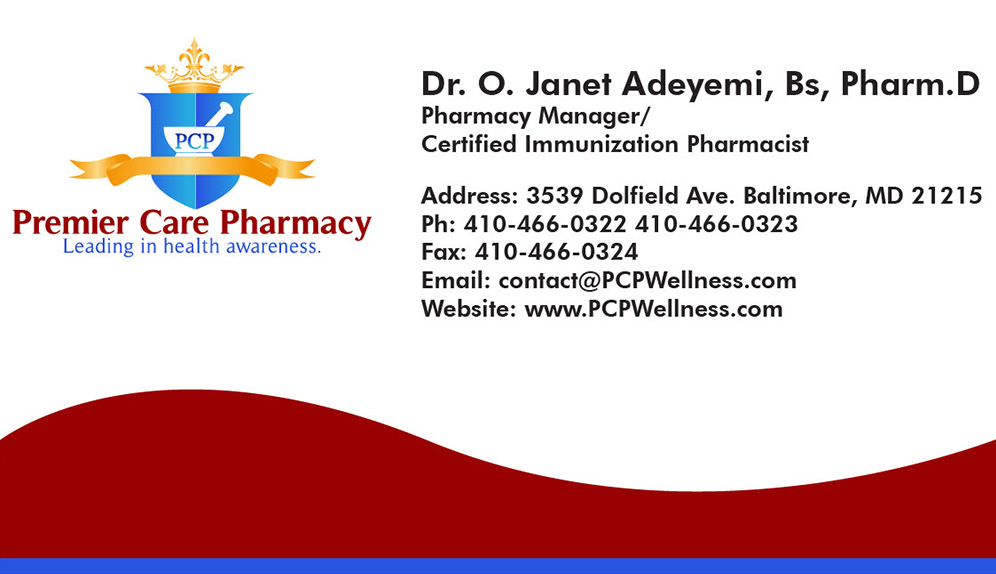 PCP
Premier Care Pharmacy
Leading in health awareness.
Dr. O. Janet Adeyemi, Bs, Pharm.D
Pharmacy Manager/
Certified Immunization Pharmacist
Address: 3539 Dolfield Ave. Baltimore, MD 21215
Ph: 410-466-0322 410-466-0323
Fax: 410-466-0324
Email: contact@PCPWellness.com
Website: www.PCPWellness.com